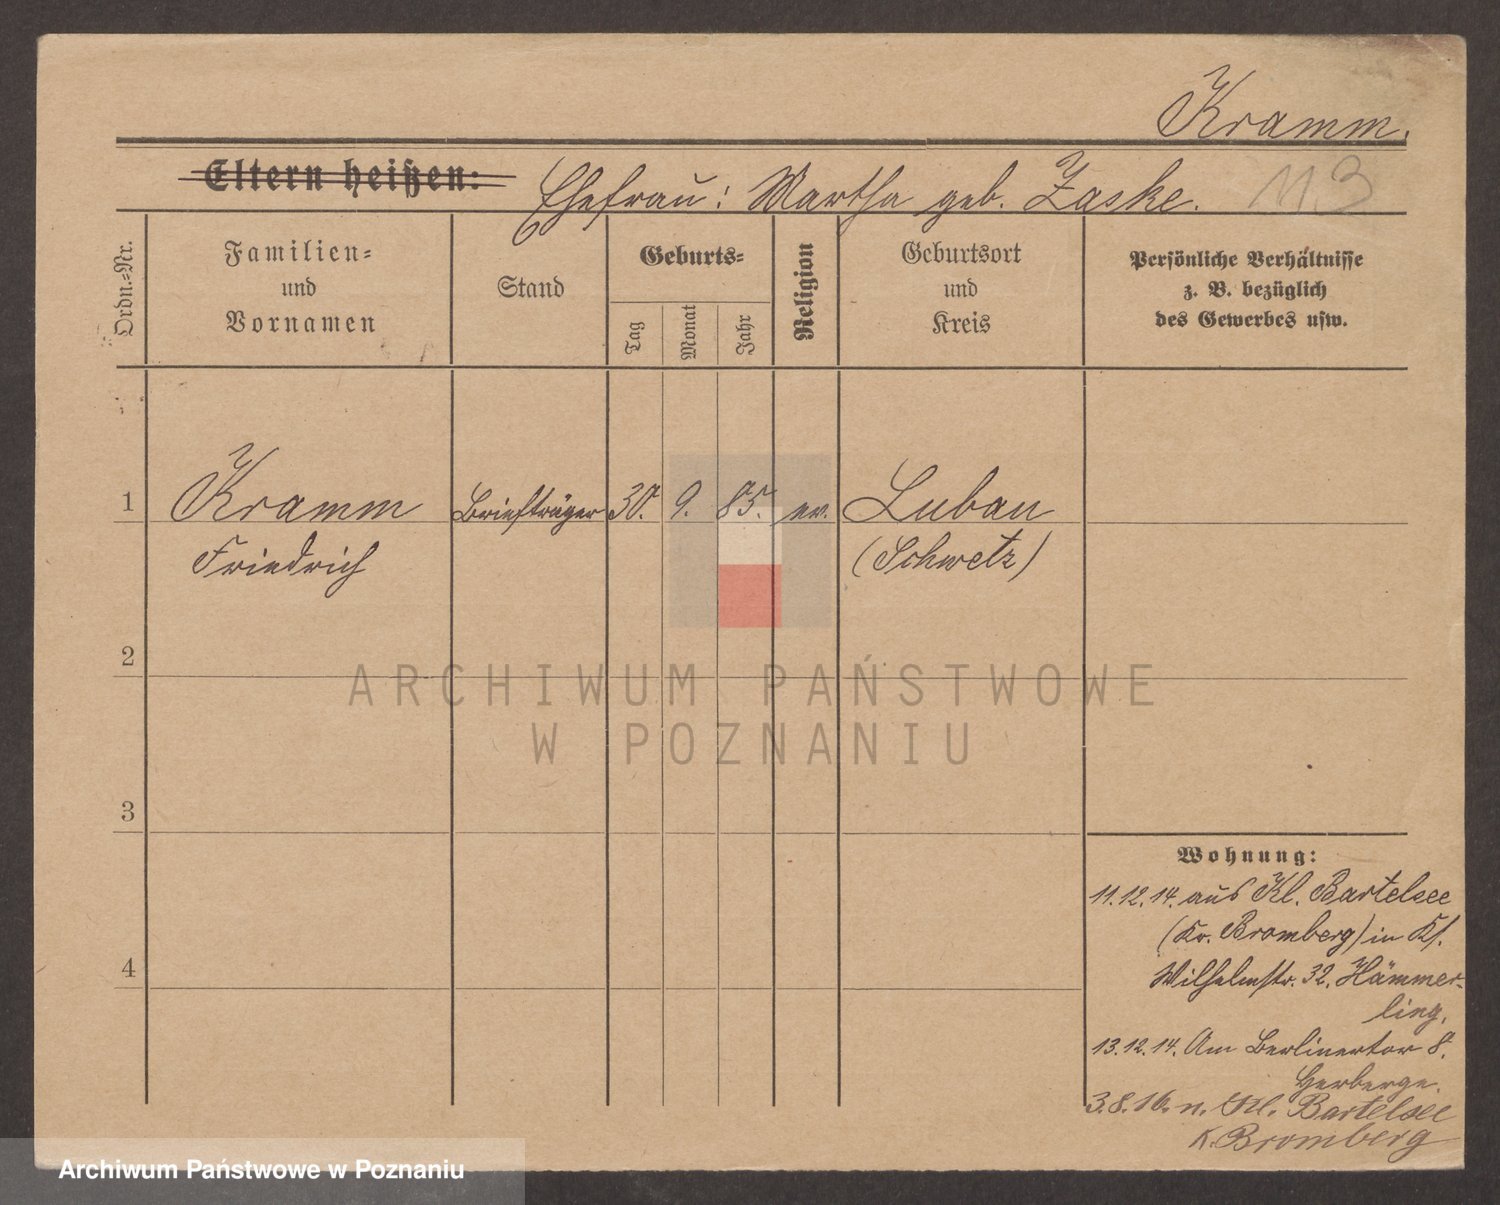 Kramm.
Eltern heißen: Ehefrau: Martha geb. Zaske. 113
Ordn.-Nr.
Familien-
und
Vornamen
Stand
Geburts-
Tag
Monat
Jahr
Religion
Geburtsort
und
Kreis
Persönliche Verhältnisse
z. B. bezüglich
des Gewerbes usw.
1 Kramm Briefträger 30. 9. 85. ev. Luban
Friedrich (Schwetz)
2
ARCHIWUM PAŃSTWOWE
W POZNANIU
3
Wohnung:
11.12.14. aus Kl. Bartelsee
(Kr. Bromberg) in Kl.
4 Wilhelmstr. 32. Hämmer-
ling.
13.12.14. Am Berlinertor 8.
Herberge.
3.8.16. n. Kl. Bartelsee
K. Bromberg
Archiwum Państwowe w Poznaniu